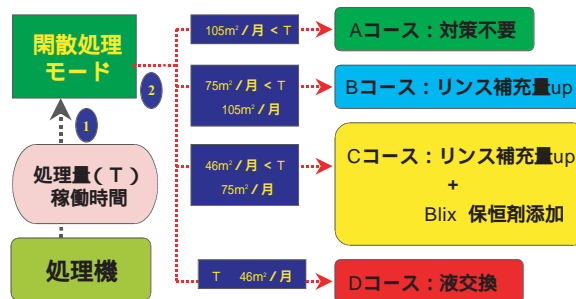 閑散処理
モード
1
2
処理量（T）
稼働時間
処理機
105m²/月 < T
75m²/月 < T
105m²/月
46m²/月 < T
75m²/月
T 46m²/月
Aコース：対策不要
Bコース：リンス補充量up
Cコース：リンス補充量up
+
Blix 保恒剤添加
Dコース：液交換